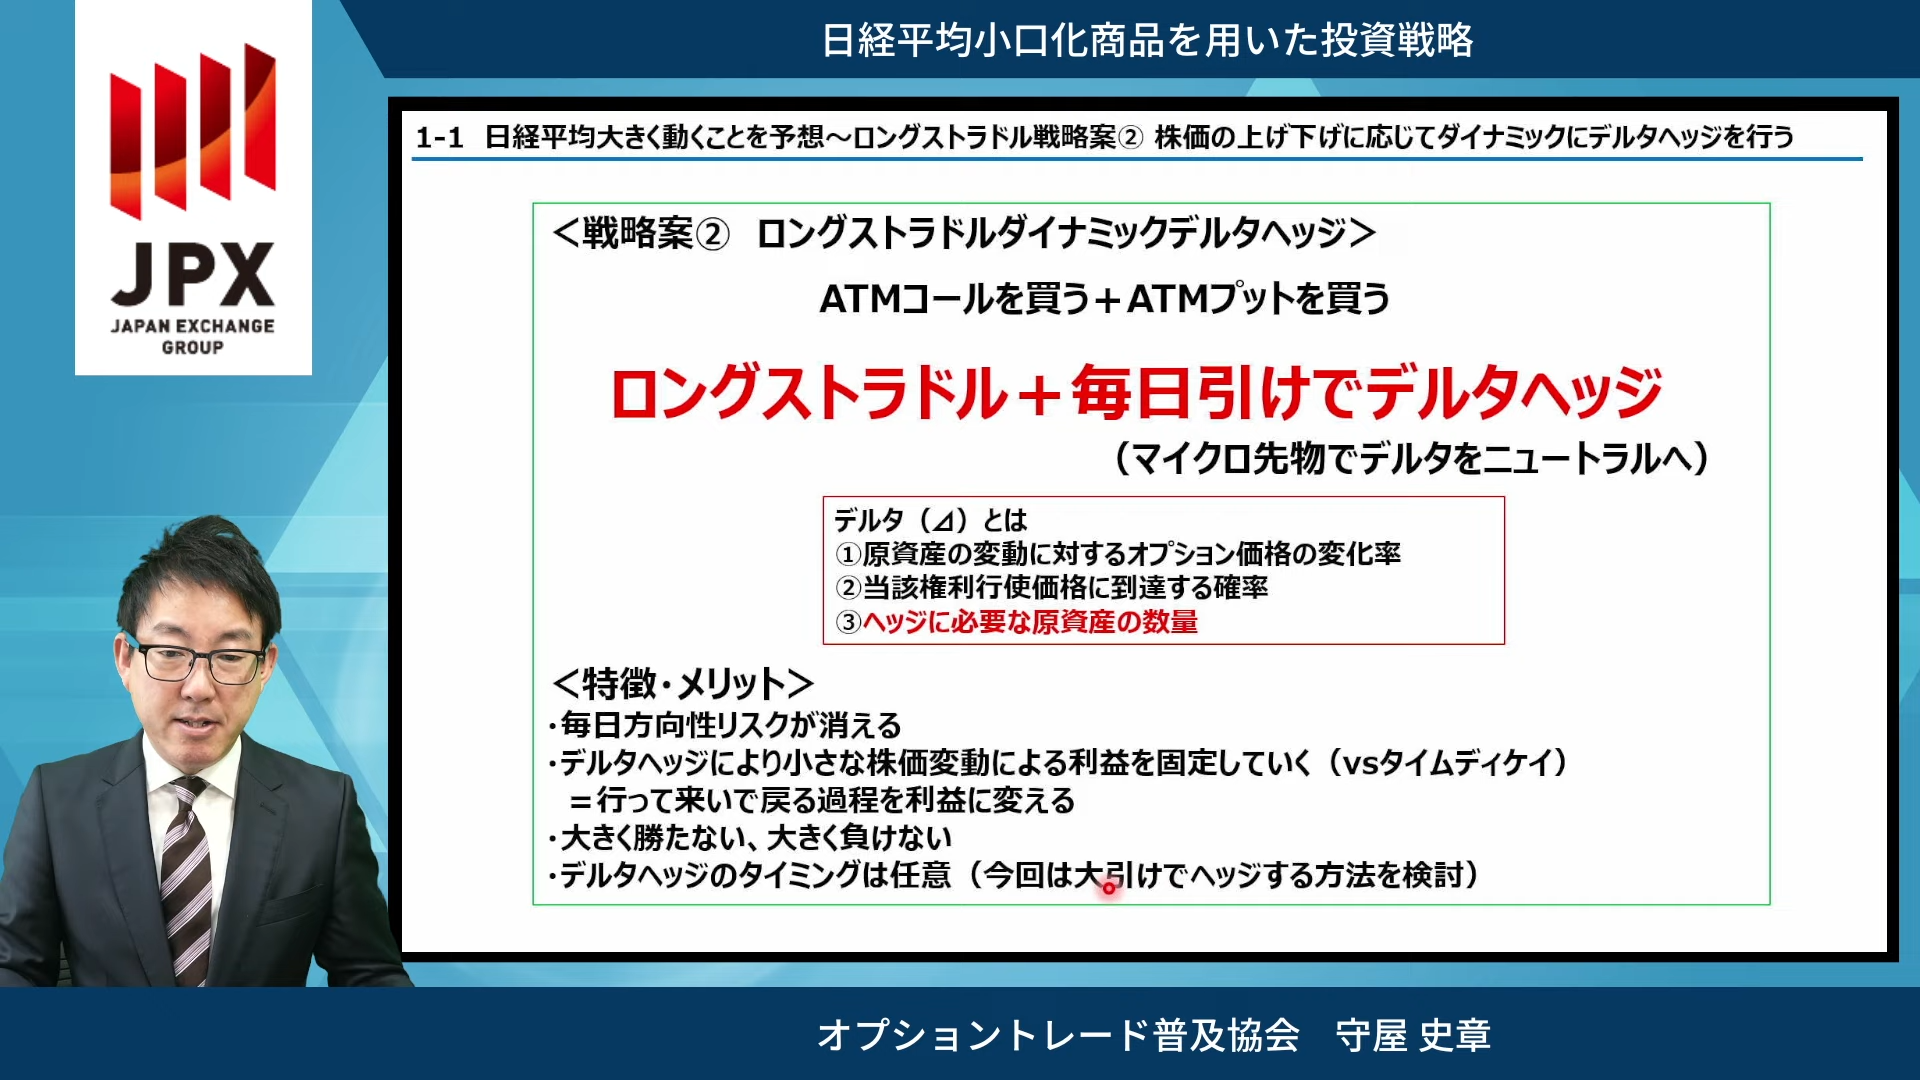 日経平均小口化商品を用いた投資戦略
JPX
JAPAN EXCHANGE
GROUP
1-1 日経平均大きく動くことを予想～ロングストラドル戦略案② 株価の上げ下げに応じてダイナミックにデルタヘッジを行う
＜戦略案②　ロングストラドルダイナミックデルタヘッジ＞
ATMコールを買う＋ATMプットを買う
ロングストラドル＋毎日引けでデルタヘッジ
（マイクロ先物でデルタをニュートラルへ）
デルタ（⊿）とは
①原資産の変動に対するオプション価格の変化率
②当該権利行使価格に到達する確率
③ヘッジに必要な原資産の数量
＜特徴・メリット＞
・毎日方向性リスクが消える
・デルタヘッジにより小さな株価変動による利益を固定していく（vsタイムディケイ）
＝行って来いで戻る過程を利益に変える
・大きく勝たない、大きく負けない
・デルタヘッジのタイミングは任意（今回は大引けでヘッジする方法を検討）
オプショントレード普及協会　守屋 史章